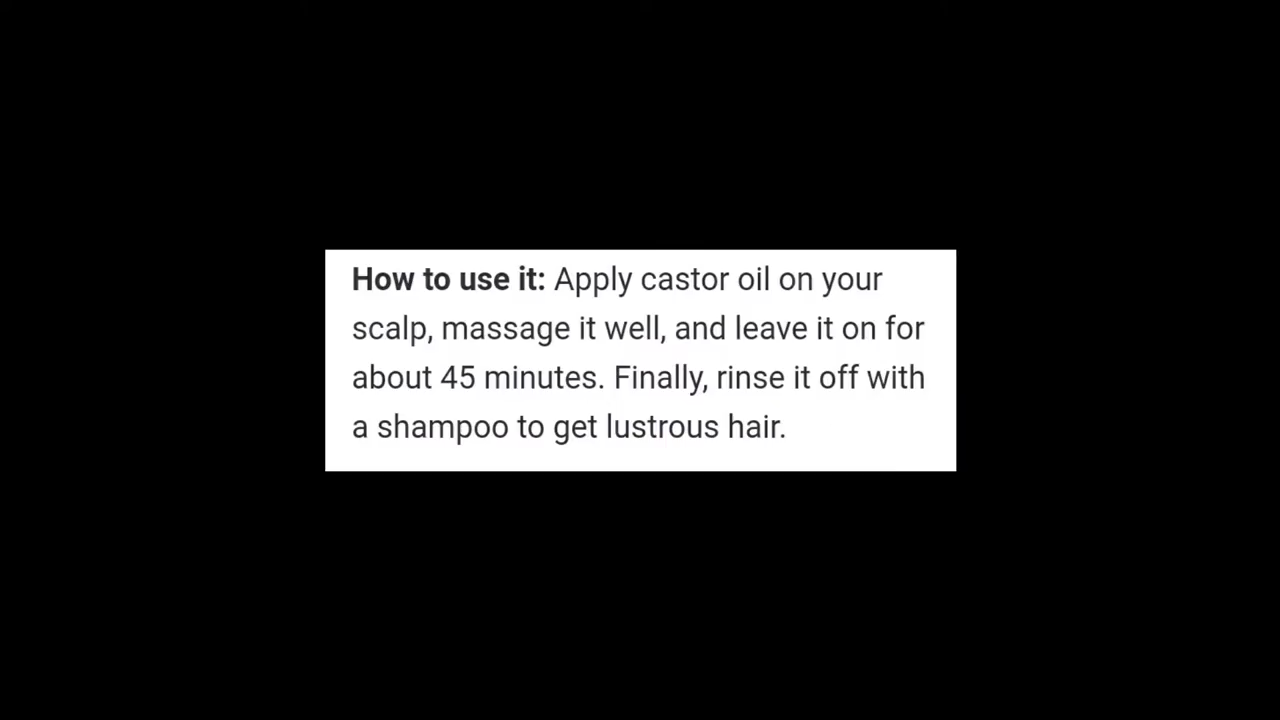 How to use it: Apply castor oil on your
scalp, massage it well, and leave it on for
about 45 minutes. Finally, rinse it off with
a shampoo to get lustrous hair.